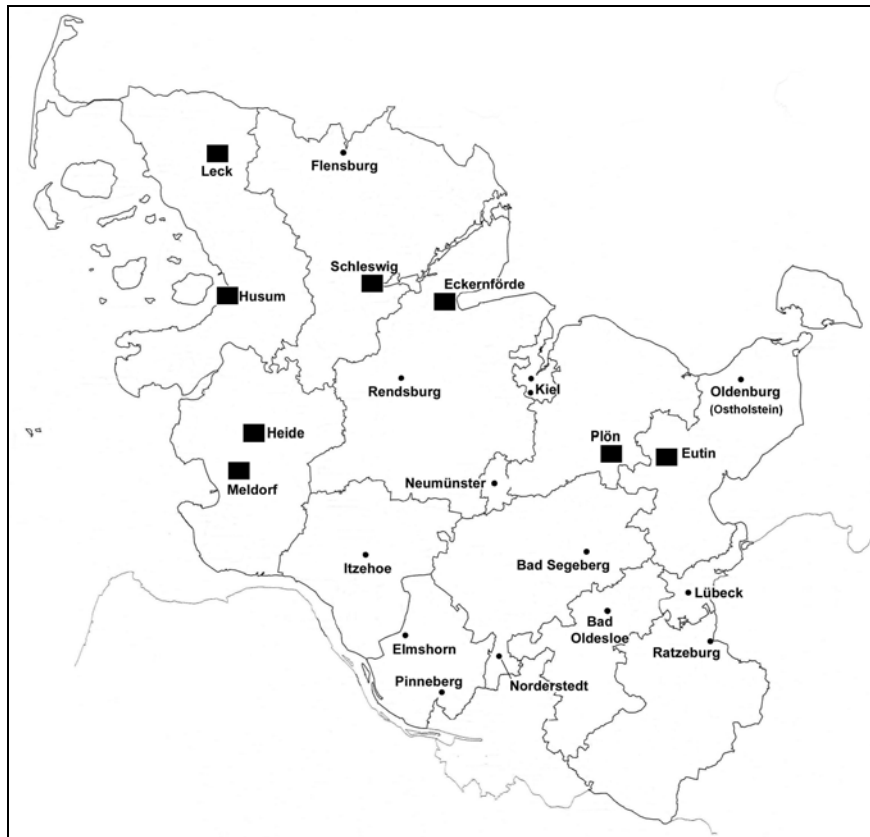 Flensburg
Leck
Schleswig
Eckernförde
Husum
Rendsburg
Kiel
Oldenburg
(Ostholstein)
Heide
Plön
Eutin
Meldorf
Neumünster
Itzehoe
Bad Segeberg
Lübeck
Bad
Oldesloe
Elmshorn
Ratzeburg
Pinneberg
Norderstedt